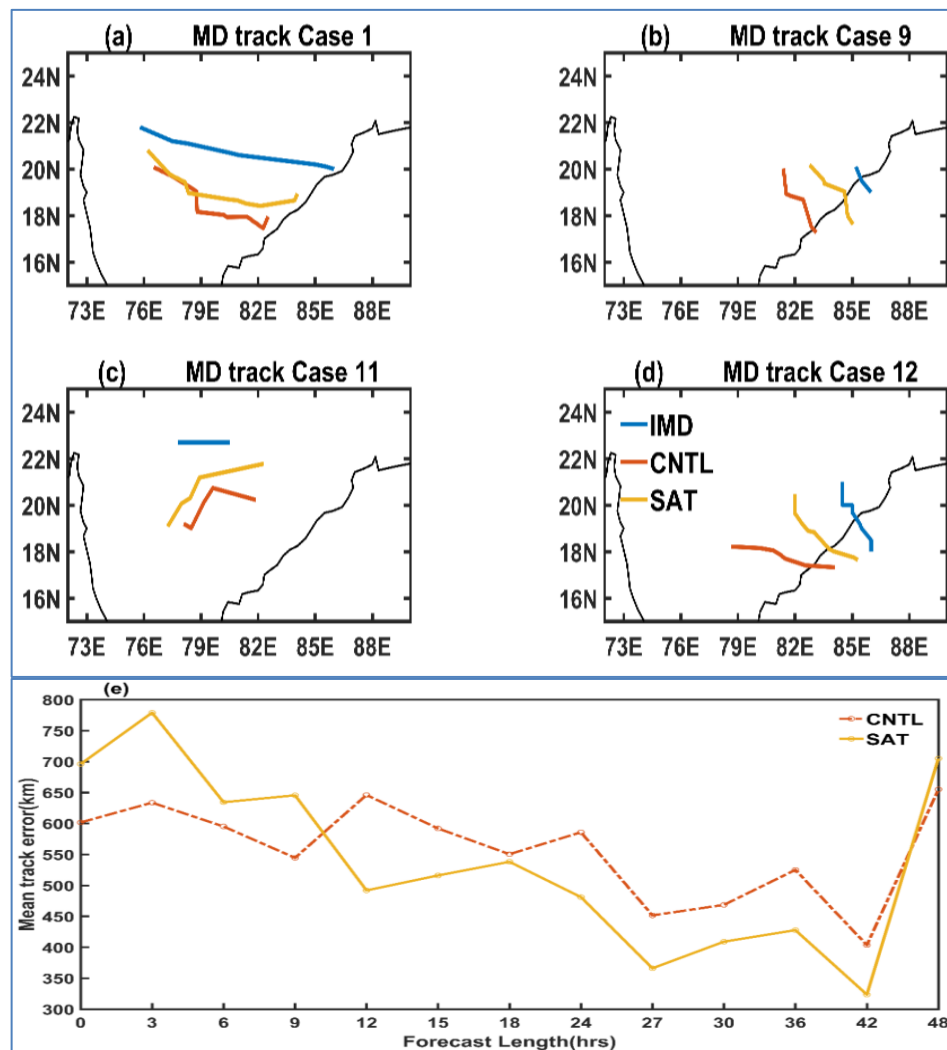 (a) MD track Case 1
24N
22N
20N
18N
16N
73E 76E 79E 82E 85E 88E
(b) MD track Case 9
24N
22N
20N
18N
16N
73E 76E 79E 82E 85E 88E
(c) MD track Case 11
24N
22N
20N
18N
16N
73E 76E 79E 82E 85E 88E
(d) MD track Case 12
24N
22N
20N
18N
16N
IMD
CNTL
SAT
73E 76E 79E 82E 85E 88E
(e)
Mean track error(km)
800
750
700
650
600
550
500
450
400
350
300
CNTL
SAT
0 3 6 9 12 15 18 24 27 30 36 42 48
Forecast Length(hrs)